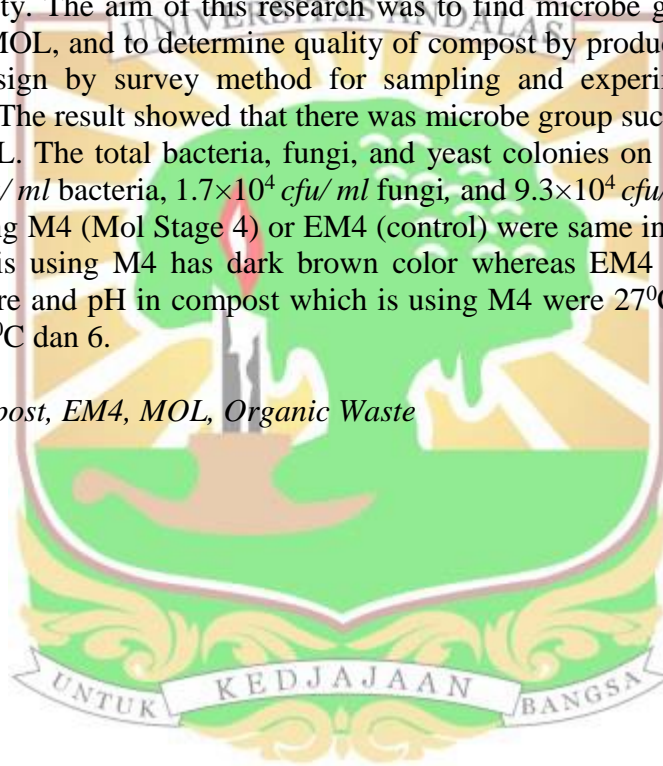 ty. The aim of this research was to find microbe g
UNIVERSITAS ANDALAS
MOL, and to determine quality of compost by produc
sign by survey method for sampling and experi
The result showed that there was microbe group suc
L. The total bacteria, fungi, and yeast colonies on
/ ml bacteria, 1.7×10⁴ cfu/ ml fungi, and 9.3×10⁴ cfu/
g M4 (Mol Stage 4) or EM4 (control) were same in
is using M4 has dark brown color whereas EM4
re and pH in compost which is using M4 were 27⁰C
⁰C dan 6.
post, EM4, MOL, Organic Waste
UNTUK KEDJAJAAN BANGSA